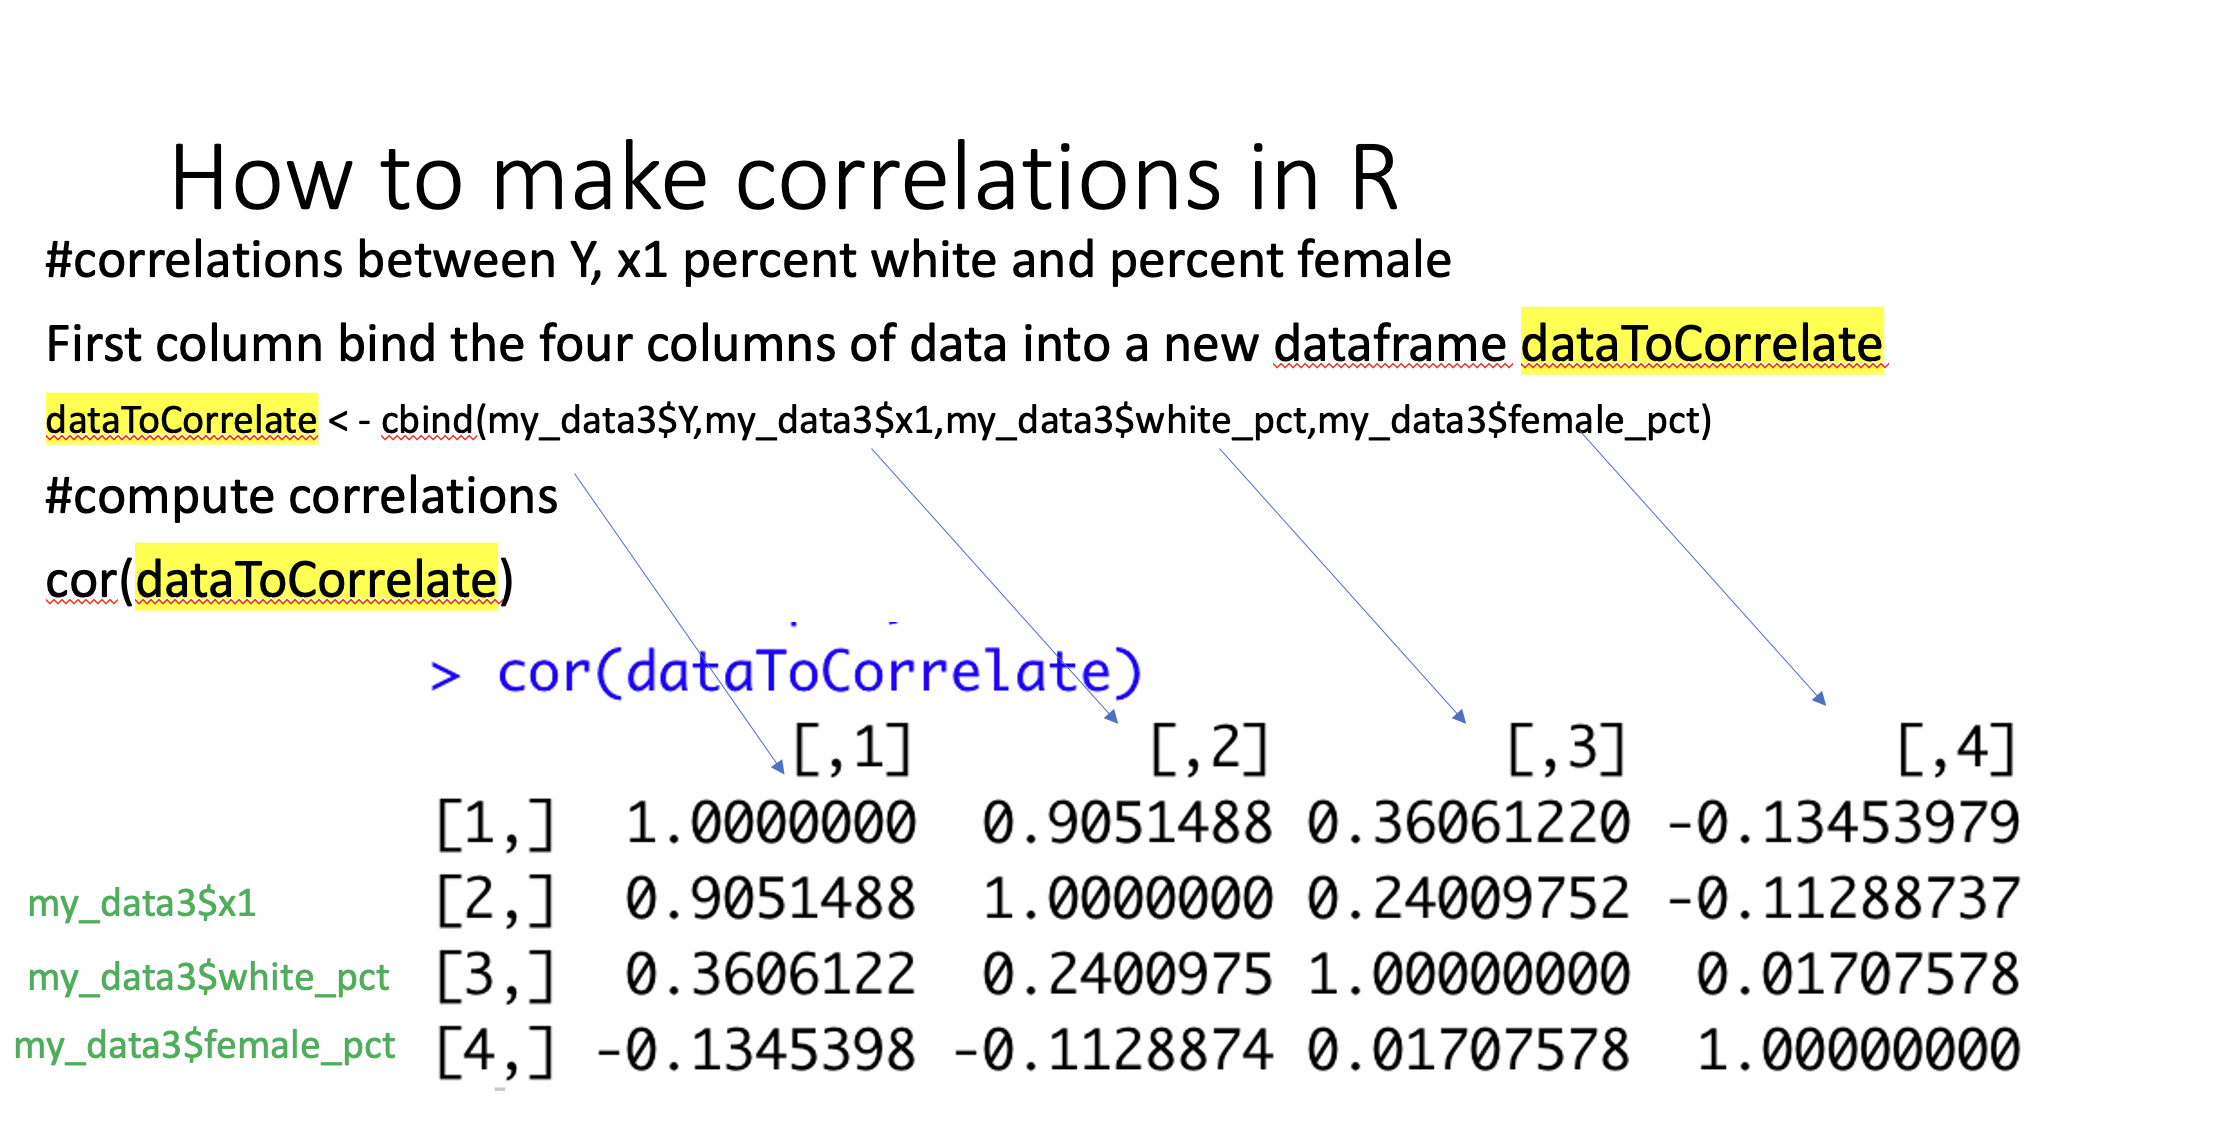 How to make correlations in R
#correlations between Y, x1 percent white and percent female
First column bind the four columns of data into a new dataframe dataToCorrelate
dataToCorrelate < - cbind(my_data3$Y,my_data3$x1,my_data3$white_pct,my_data3$female_pct)
#compute correlations
cor(dataToCorrelate)
> cor(dataToCorrelate)
[,1] [,2] [,3] [,4]
[1,] 1.0000000 0.9051488 0.36061220 -0.13453979
my_data3$x1 [2,] 0.9051488 1.0000000 0.24009752 -0.11288737
my_data3$white_pct [3,] 0.3606122 0.2400975 1.00000000 0.01707578
my_data3$female_pct [4,] -0.1345398 -0.1128874 0.01707578 1.00000000